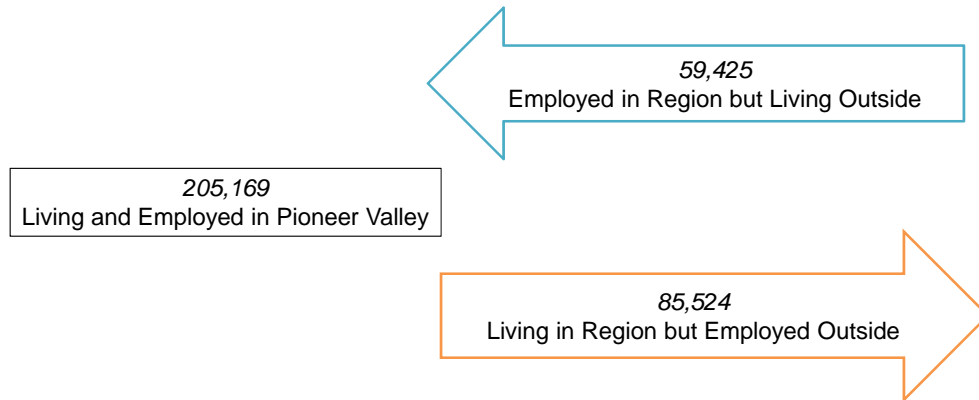 59,425
Employed in Region but Living Outside
205,169
Living and Employed in Pioneer Valley
85,524
Living in Region but Employed Outside